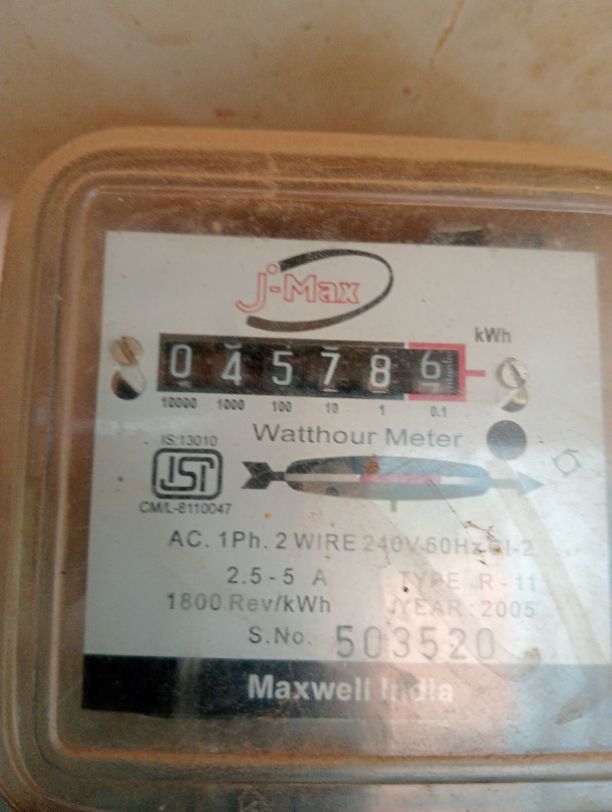 J-Max
kWh
0 4 5 7 8 6
10000 1000 100 10 1 0.1
Watthour Meter
IS:13010
ISI
CM/L-8110047
AC. 1Ph. 2 WIRE 240V 50Hz Cl-2
2.5 - 5 A TYPE R - 11
1800 Rev/kWh YEAR : 2005
S.No. 503520
Maxwell India